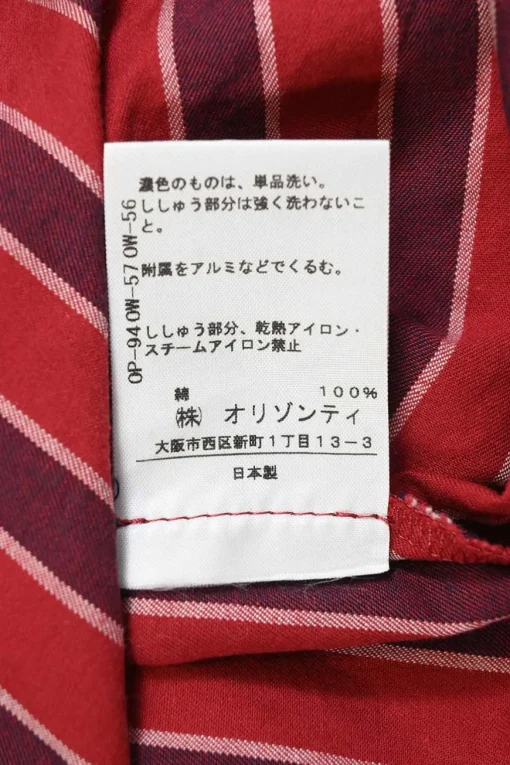 濃色のものは、単品洗い。
ししゅう部分は強く洗わないこ
と。
附属をアルミなどでくるむ。
ししゅう部分、乾熱アイロン・
スチームアイロン禁止
綿 100%
㈱ オリゾンティ
大阪市西区新町1丁目13-3
日本製
OP-94 OW-57 OW-56